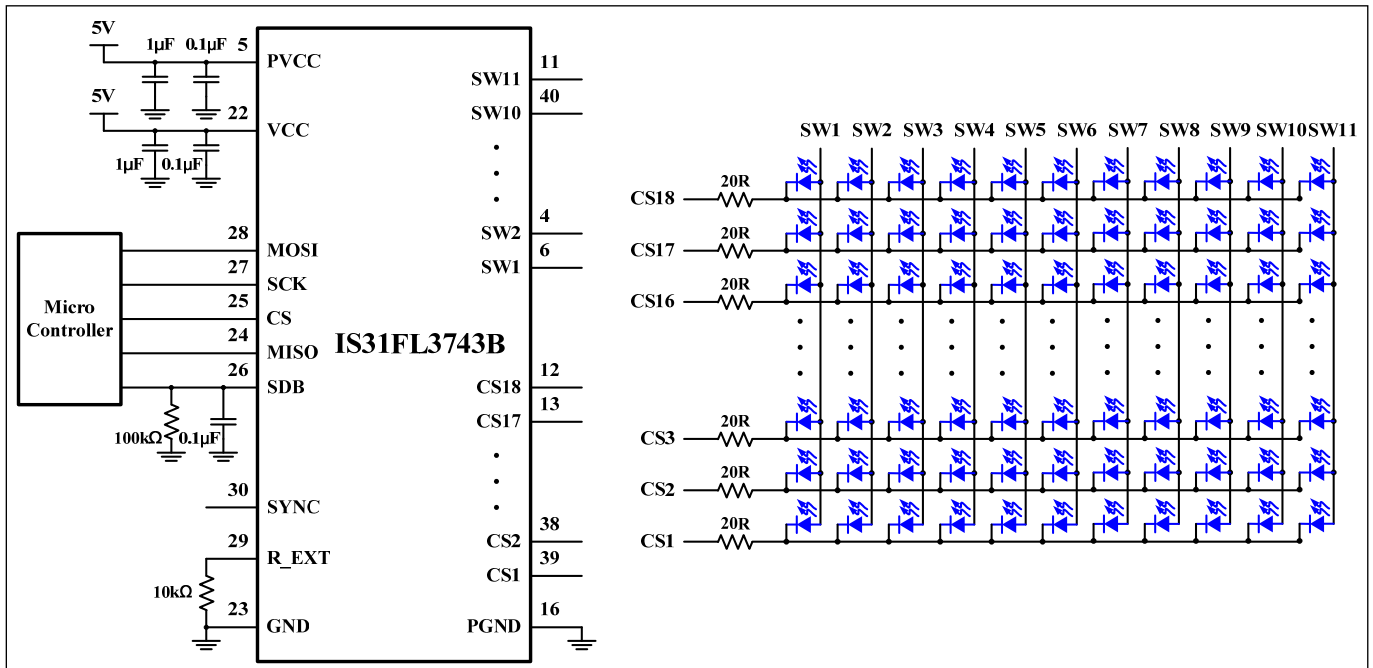 5V
1μF 0.1μF
5
PVCC
5V
22
VCC
1μF 0.1μF
Micro
Controller
28
MOSI
27
SCK
25
CS
24
MISO
26
SDB
100kΩ 0.1μF
30
SYNC
29
R_EXT
10kΩ
23
GND
IS31FL3743B
11
SW11
40
SW10
4
SW2
6
SW1
12
CS18
13
CS17
38
CS2
39
CS1
16
PGND
SW1 SW2 SW3 SW4 SW5 SW6 SW7 SW8 SW9 SW10 SW11
20R
CS18
20R
CS17
20R
CS16
20R
CS3
20R
CS2
20R
CS1